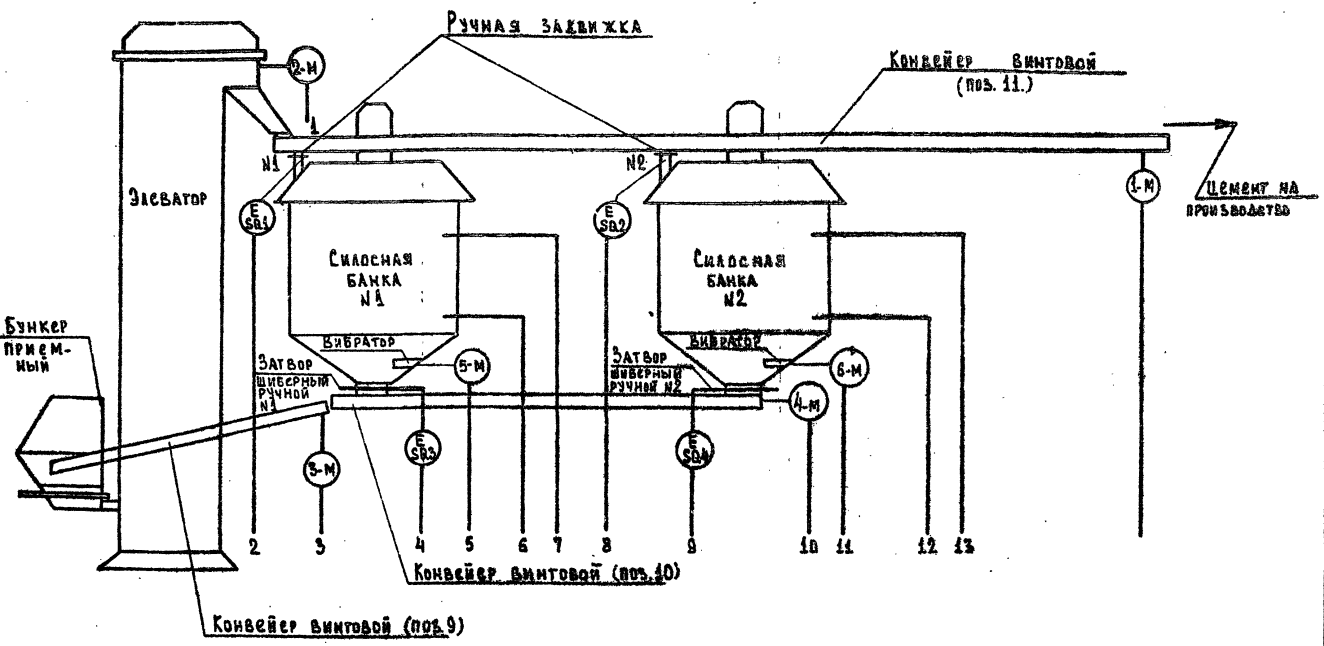 Ручная задвижка
Конвейер винтовой
(поз. 11.)
2-М
1
N1
N2
1-М
Цемент на
производство
Элеватор
E
SQ1
E
SQ2
Силосная
банка
N1
Силосная
банка
N2
Бункер
прием-
ный
Вибратор
Вибратор
Затвор
шиберный
ручной
N1
5-М
Затвор
шиберный
ручной N2
6-М
4-М
3-М
E
SQ3
E
SQ4
2 3 4 5 6 7 8 9 10 11 12 13
Конвейер винтовой (поз.10)
Конвейер винтовой (поз.9)